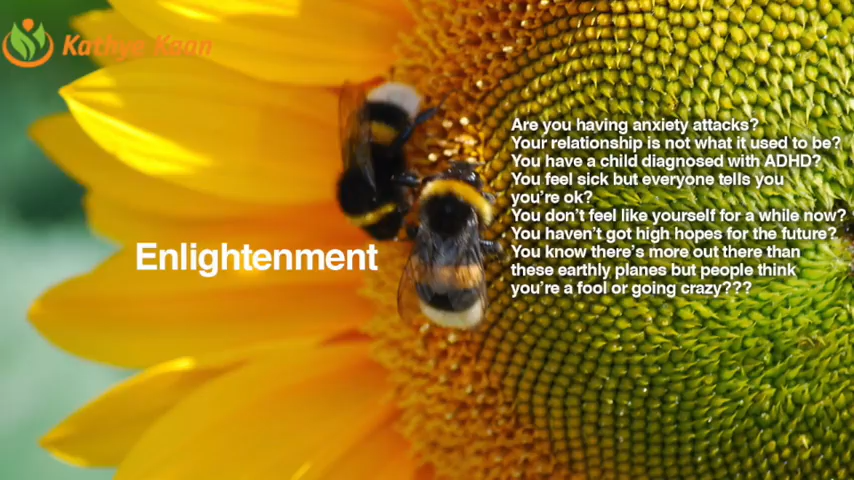 Kathye Kaan
Enlightenment
Are you having anxiety attacks?
Your relationship is not what it used to be?
You have a child diagnosed with ADHD?
You feel sick but everyone tells you
you're ok?
You don't feel like yourself for a while now?
You haven't got high hopes for the future?
You know there's more out there than
these earthly planes but people think
you're a fool or going crazy???